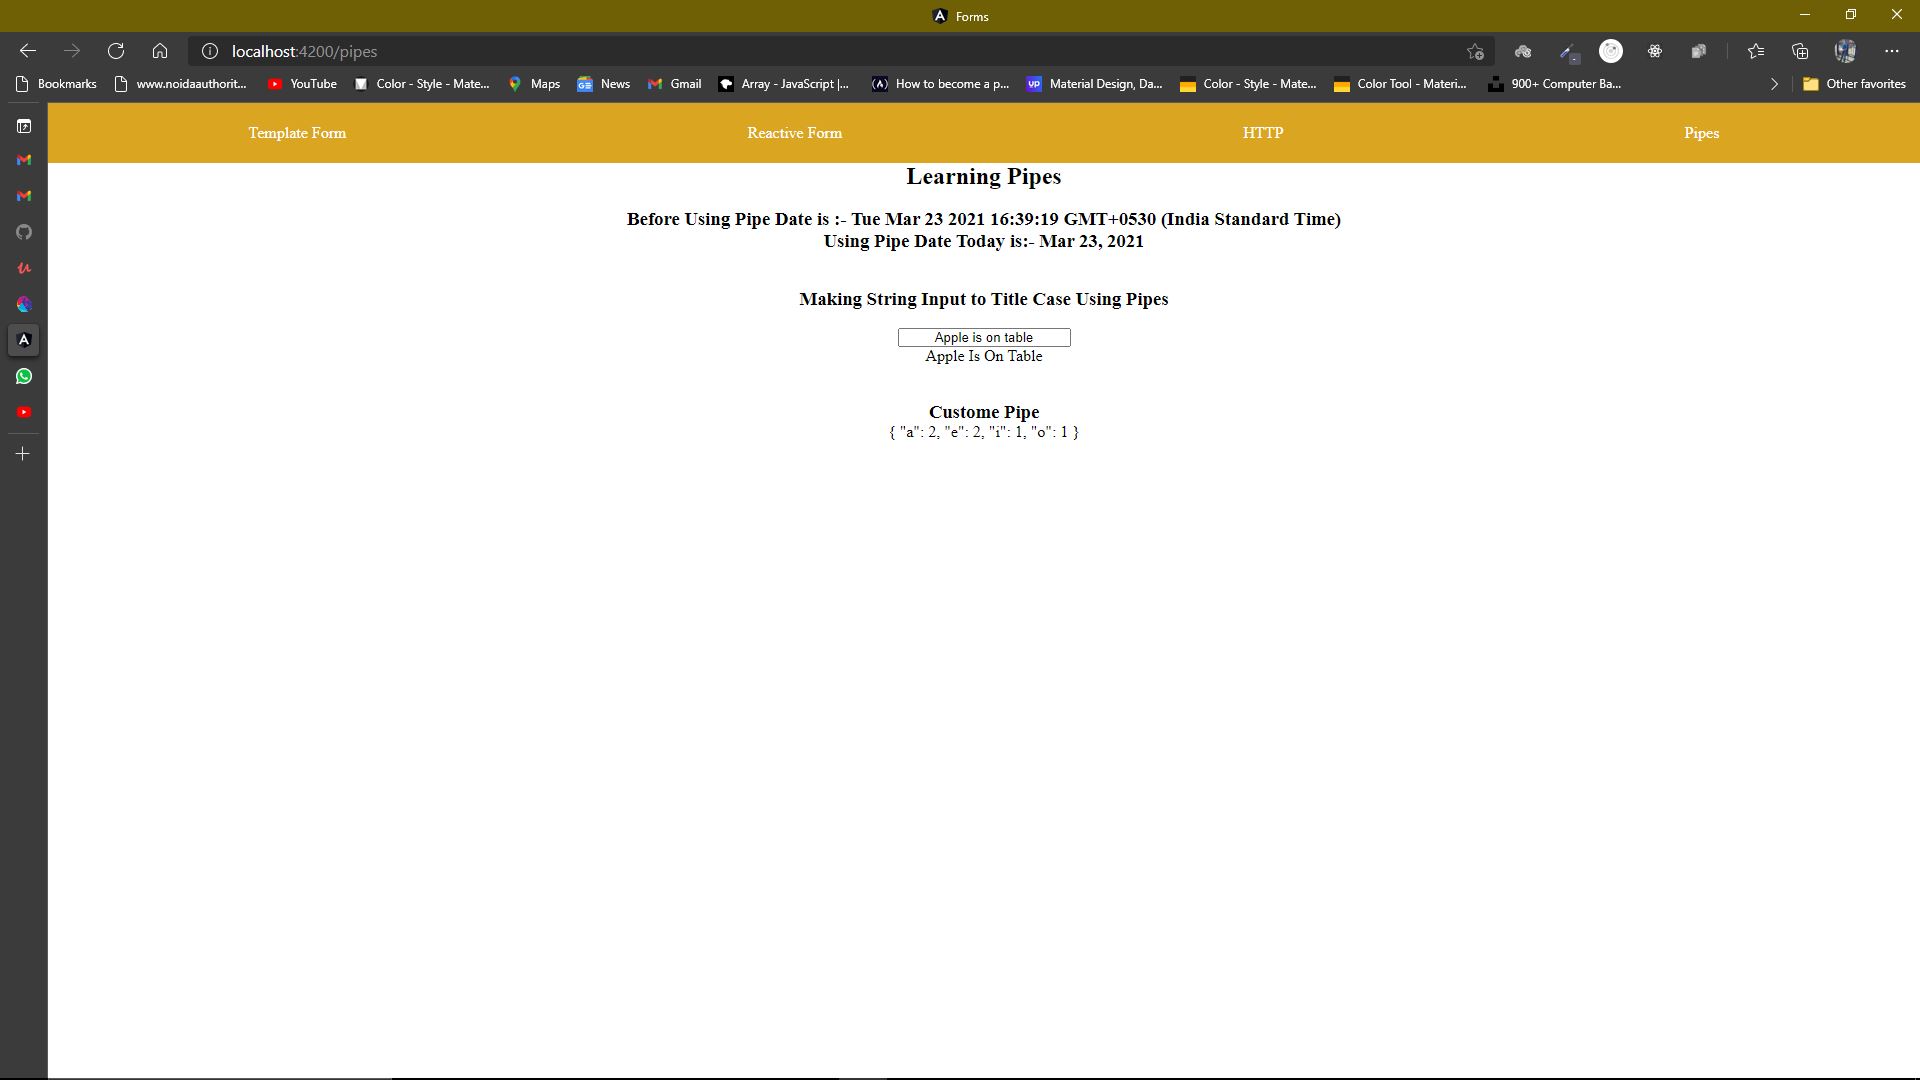 Forms
localhost:4200/pipes
Bookmarks www.noidaauthorit... YouTube Color - Style - Mate... Maps News Gmail Array - JavaScript |... How to become a p... Material Design, Da... Color - Style - Mate... Color Tool - Materi... 900+ Computer Ba... Other favorites
Template Form Reactive Form HTTP Pipes
Learning Pipes
Before Using Pipe Date is :- Tue Mar 23 2021 16:39:19 GMT+0530 (India Standard Time)
Using Pipe Date Today is:- Mar 23, 2021
Making String Input to Title Case Using Pipes
Apple is on table
Apple Is On Table
Custome Pipe
{ "a": 2, "e": 2, "i": 1, "o": 1 }